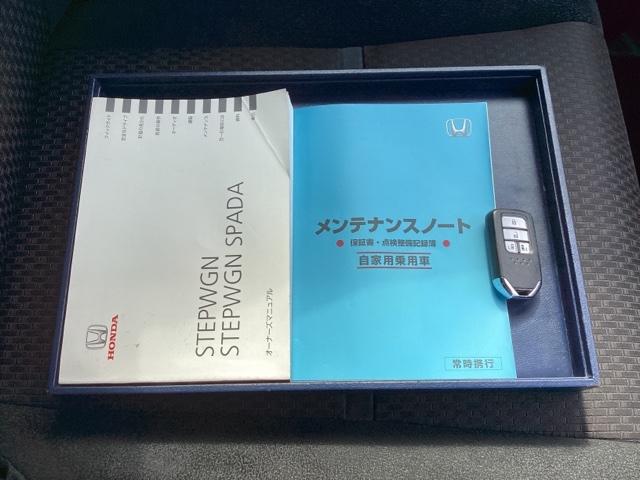 STEPWGN
STEPWGN SPADA
オーナーズマニュアル
HONDA
メンテナンスノート
保証書・点検整備記録簿
自家用乗用車
常時携行